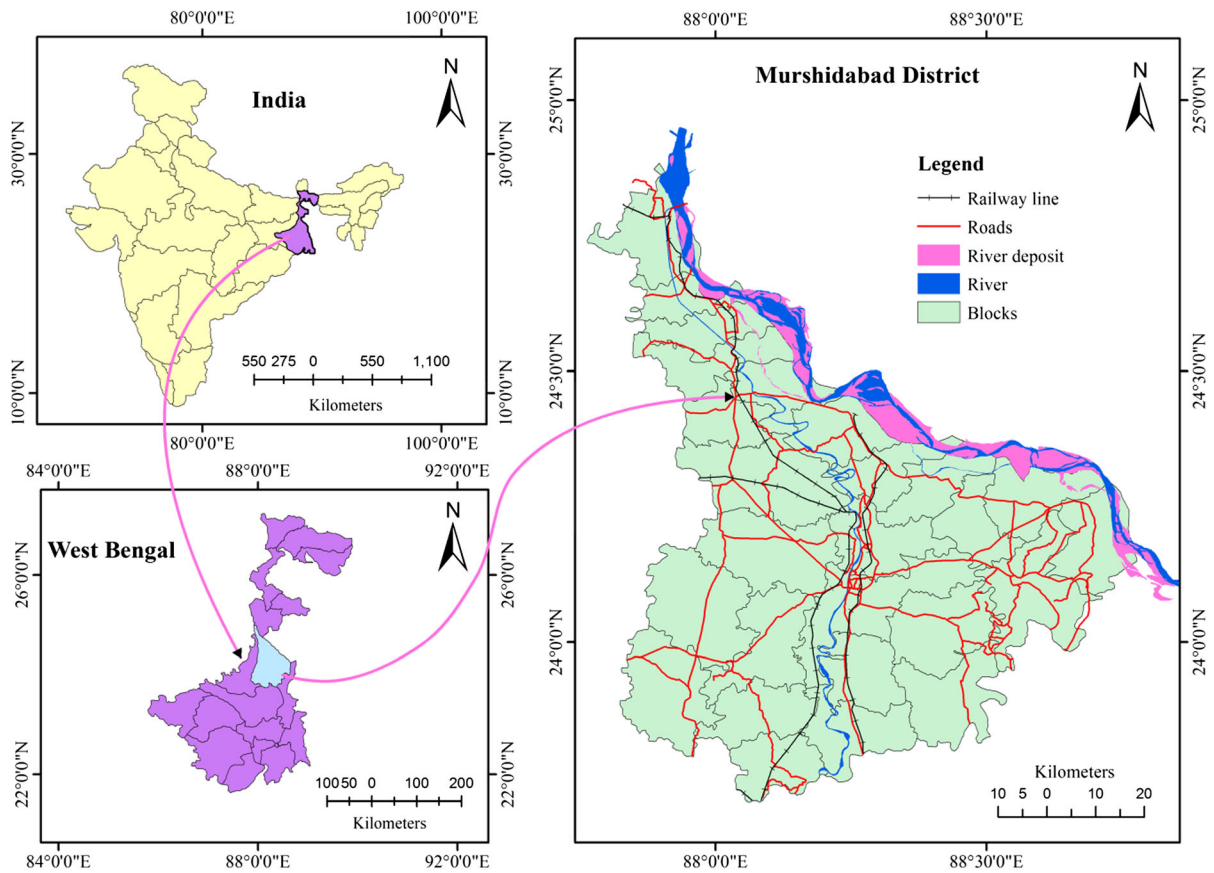 80°0'0"E 100°0'0"E
30°0'0"N
10°0'0"N
India
N
30°0'0"N
10°0'0"N
550 275 0 550 1,100
Kilometers
80°0'0"E 100°0'0"E
84°0'0"E 88°0'0"E 92°0'0"E
26°0'0"N
22°0'0"N
West Bengal
N
26°0'0"N
22°0'0"N
10050 0 100 200
Kilometers
84°0'0"E 88°0'0"E 92°0'0"E
88°0'0"E 88°30'0"E
25°0'0"N
24°30'0"N
24°0'0"N
Murshidabad District
N
Legend
Railway line
Roads
River deposit
River
Blocks
25°0'0"N
24°30'0"N
24°0'0"N
Kilometers
10 5 0 10 20
88°0'0"E 88°30'0"E